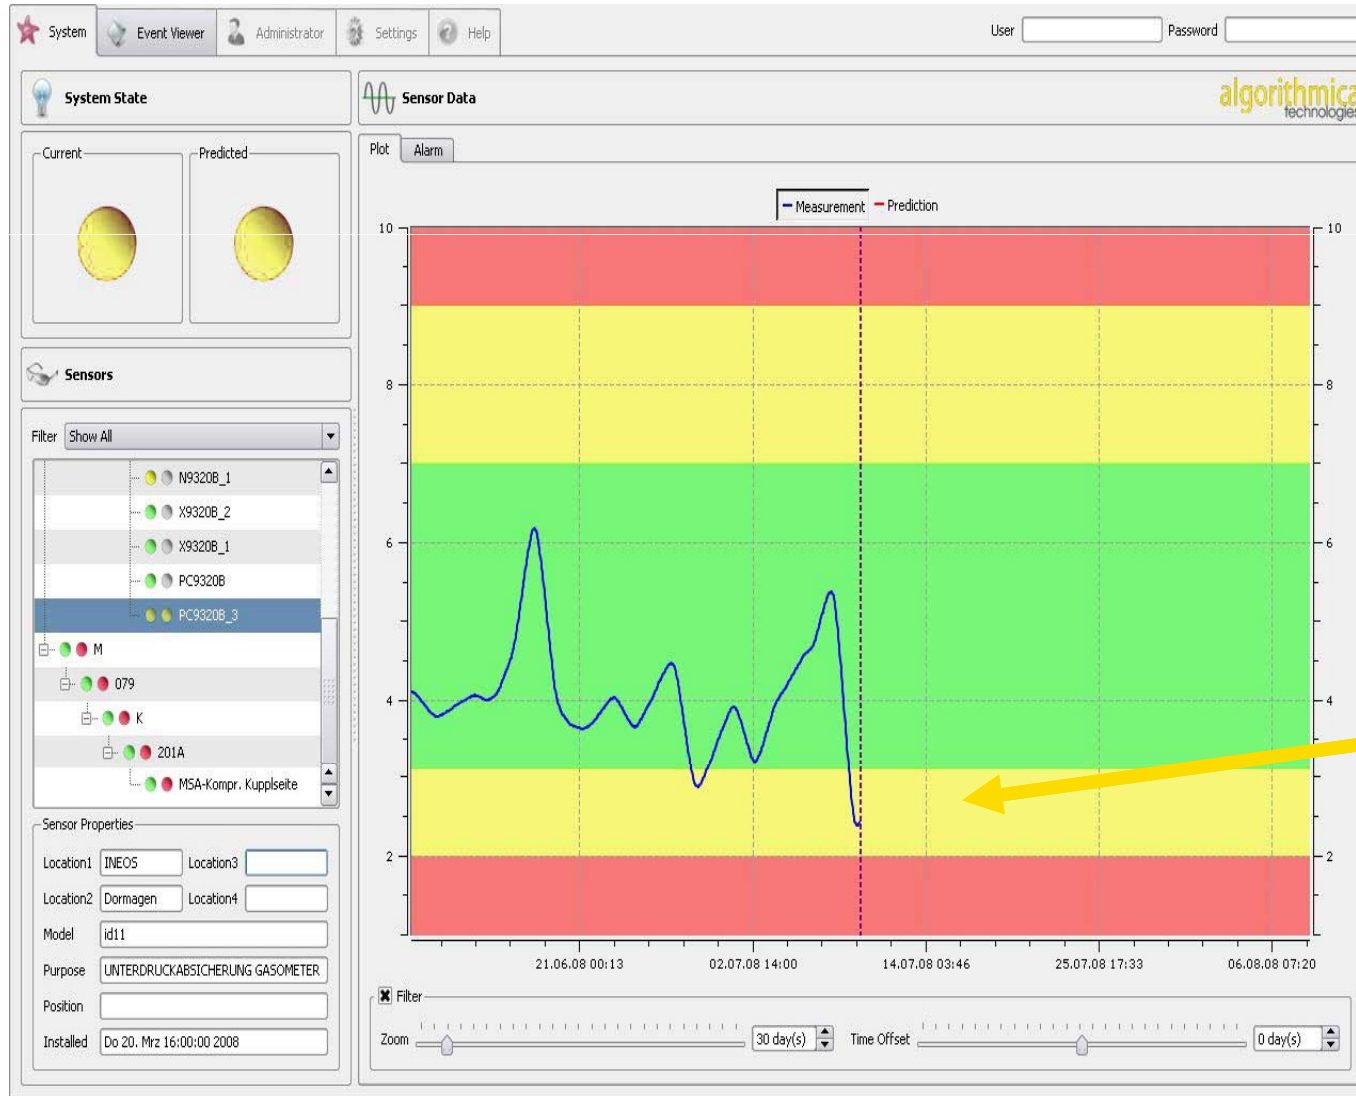 System
Event Viewer
Administrator
Settings
Help
User
Password
System State
Sensor Data
algorithmica
technologies
Current
Predicted
Plot
Alarm
Measurement
Prediction
10
8
6
4
2
10
8
6
4
2
21.06.08 00:13
02.07.08 14:00
14.07.08 03:46
25.07.08 17:33
06.08.08 07:20
Sensors
Filter Show All
N9320B_1
X9320B_2
X9320B_1
PC9320B
PC9320B_3
M
079
K
201A
MSA-Kompr. Kupplseite
Sensor Properties
Location1 INEOS Location3
Location2 Dormagen Location4
Model id11
Purpose UNTERDRUCKABSICHERUNG GASOMETER
Position
Installed Do 20. Mrz 16:00:00 2008
Filter
Zoom 30 day(s) Time Offset 0 day(s)